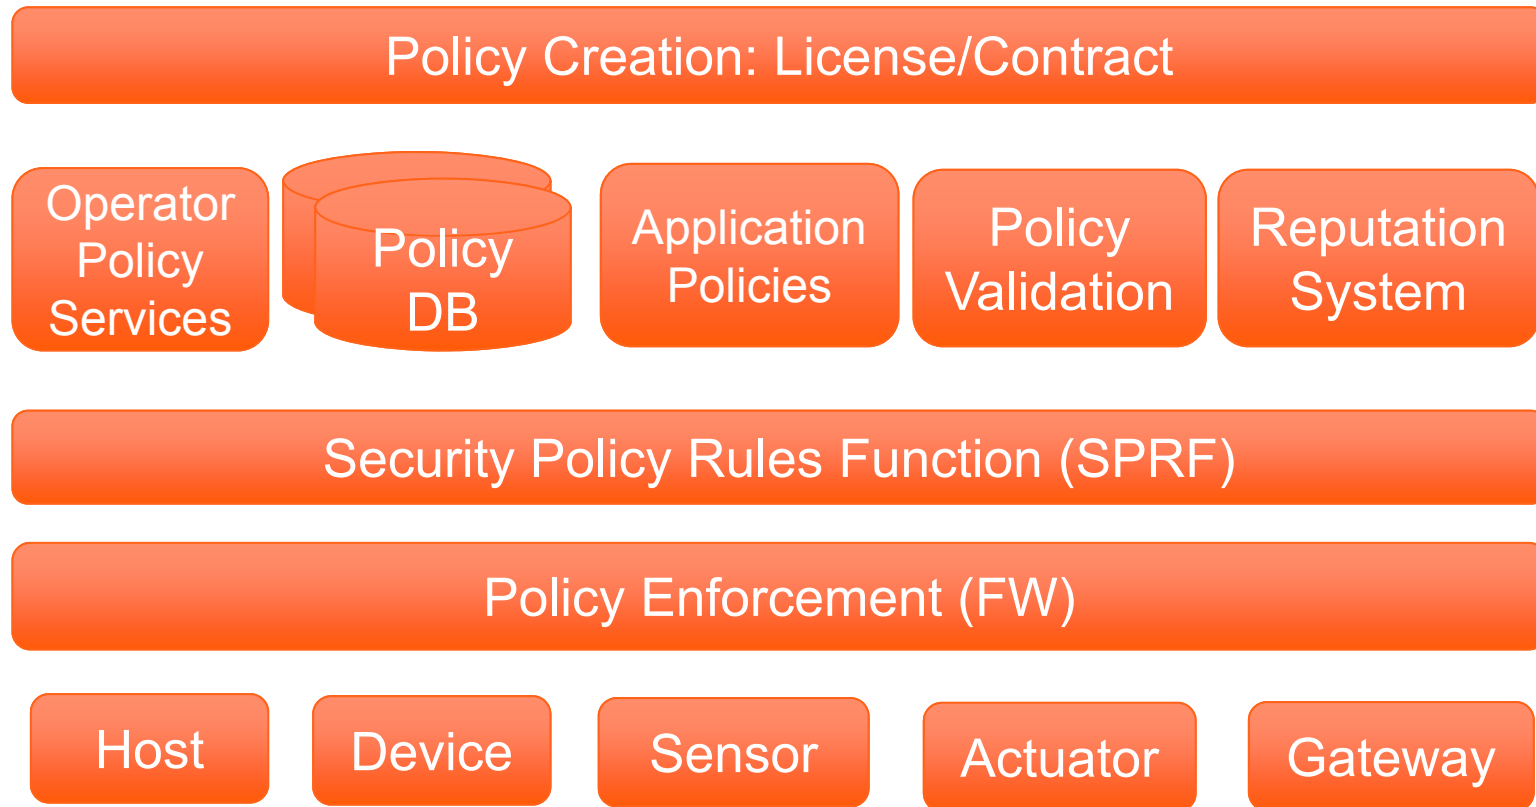 Policy Creation: License/Contract
Operator
Policy
Services
Policy
DB
Application
Policies
Policy
Validation
Reputation
System
Security Policy Rules Function (SPRF)
Policy Enforcement (FW)
Host
Device
Sensor
Actuator
Gateway